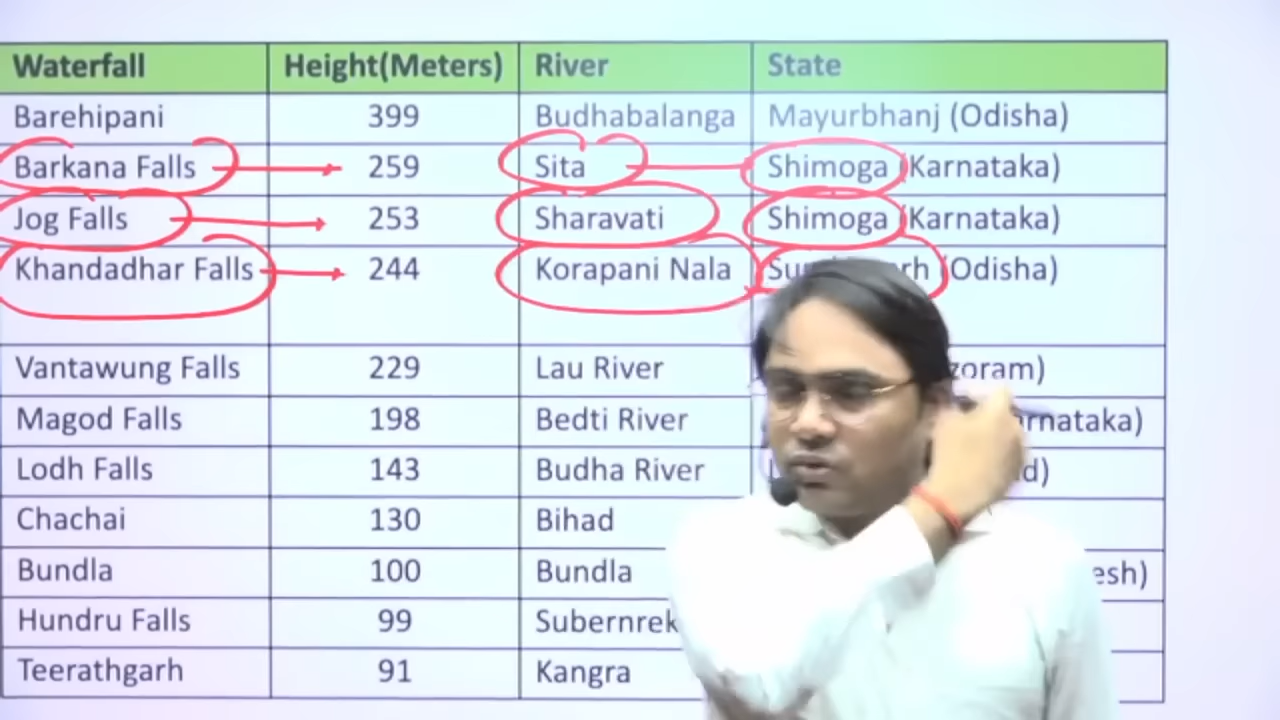 Waterfall Height(Meters) River State
Barehipani 399 Budhabalanga Mayurbhanj (Odisha)
Barkana Falls 259 Sita Shimoga (Karnataka)
Jog Falls 253 Sharavati Shimoga (Karnataka)
Khandadhar Falls 244 Korapani Nala (Odisha)
Vantawung Falls 229 Lau River
Magod Falls 198 Bedti River
Lodh Falls 143 Budha River
Chachai 130 Bihad
Bundla 100 Bundla
Hundru Falls 99
Teerathgarh 91 Kangra